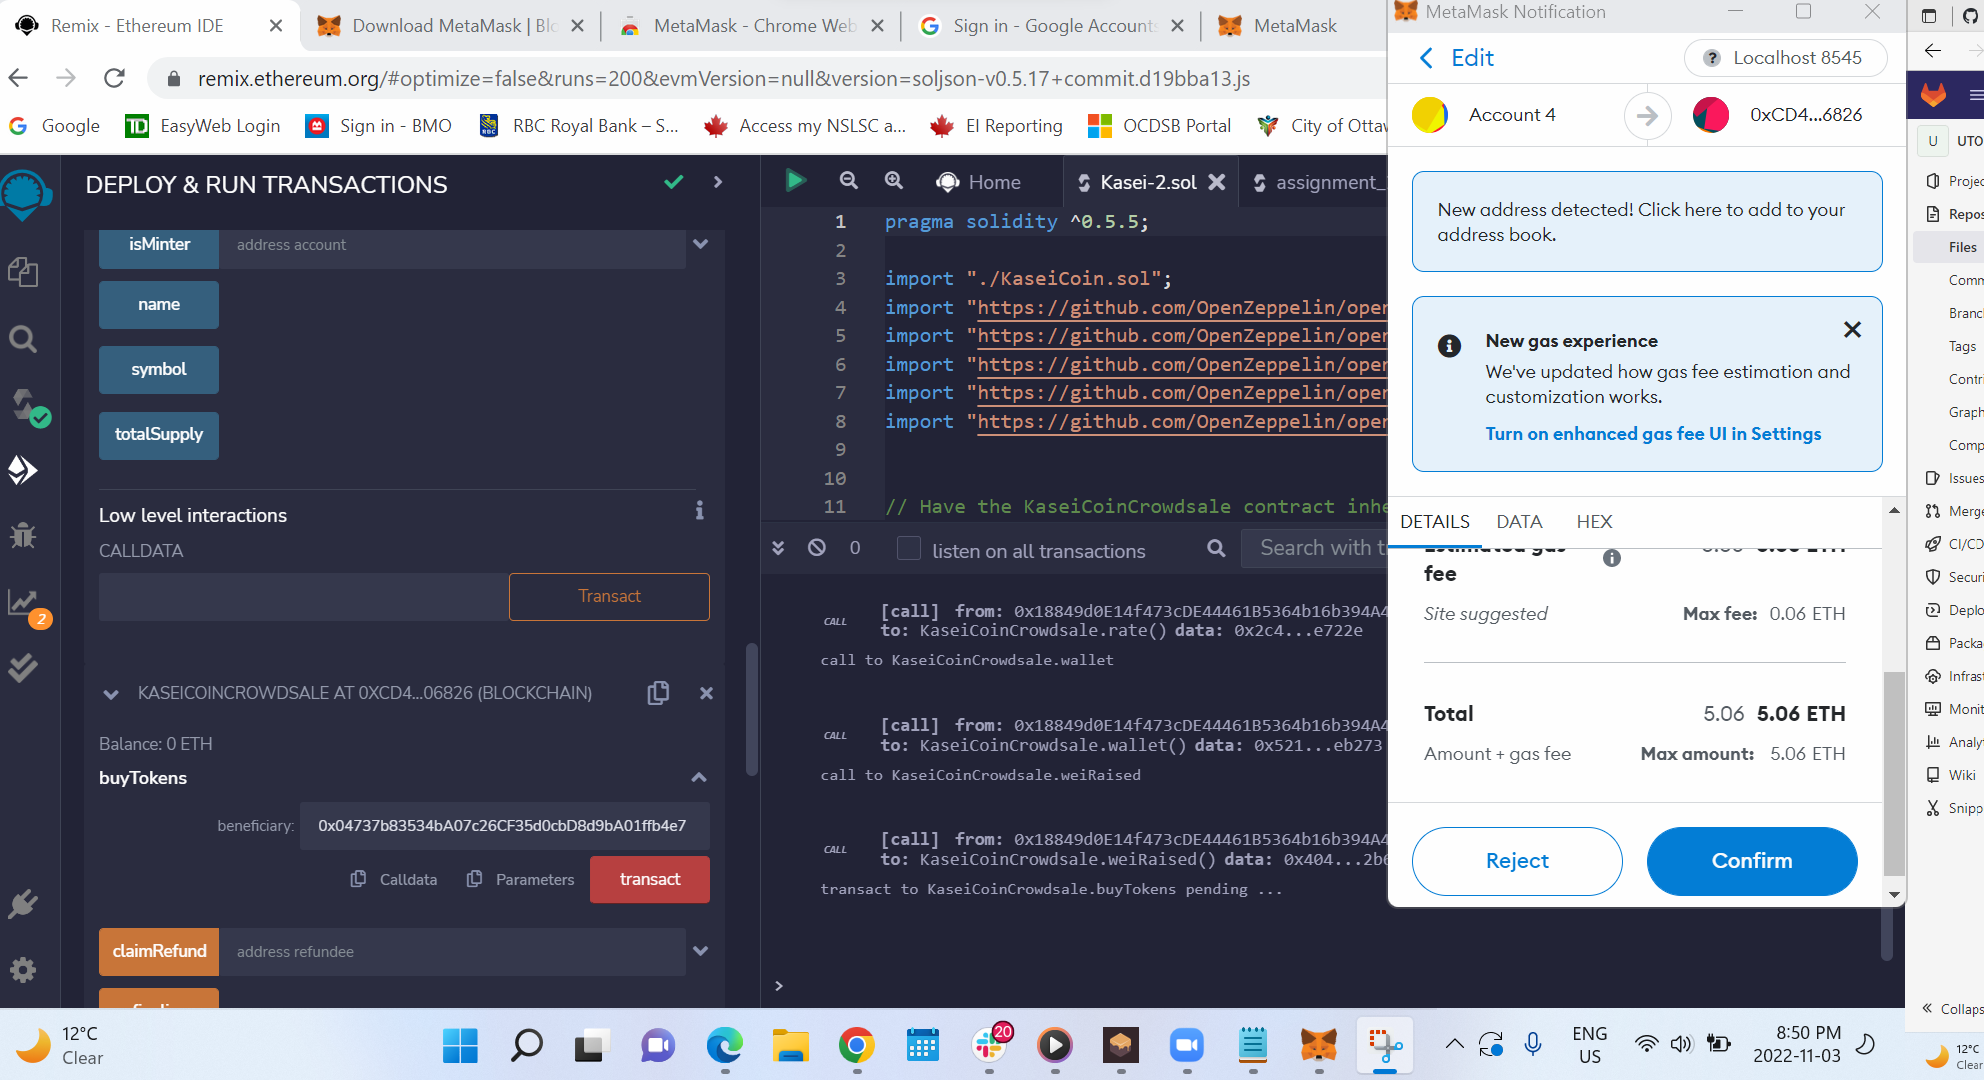 Remix - Ethereum IDE
Download MetaMask | Blo
MetaMask - Chrome Web
Sign in - Google Accounts
MetaMask
remix.ethereum.org/#optimize=false&runs=200&evmVersion=null&version=soljson-v0.5.17+commit.d19bba13.js
Google
EasyWeb Login
Sign in - BMO
RBC Royal Bank – S...
Access my NSLSC a...
EI Reporting
OCDSB Portal
City of Ottaw
DEPLOY & RUN TRANSACTIONS
isMinter address account
name
symbol
totalSupply
Low level interactions
CALLDATA
Transact
KASEICOINCROWDSALE AT 0XCD4...06826 (BLOCKCHAIN)
Balance: 0 ETH
buyTokens
beneficiary: 0x04737b83534bA07c26CF35d0cbD8d9bA01ffb4e7
Calldata Parameters transact
claimRefund address refundee
2
Home
Kasei-2.sol
assignment_
1 pragma solidity ^0.5.5;
2
3 import "./KaseiCoin.sol";
4 import "https://github.com/OpenZeppelin/oper
5 import "https://github.com/OpenZeppelin/oper
6 import "https://github.com/OpenZeppelin/oper
7 import "https://github.com/OpenZeppelin/oper
8 import "https://github.com/OpenZeppelin/oper
9
10
11 // Have the KaseiCoinCrowdsale contract inhe
0 listen on all transactions Search with t
CALL [call] from: 0x18849d0E14f473cDE44461B5364b16b394A4
to: KaseiCoinCrowdsale.rate() data: 0x2c4...e722e
call to KaseiCoinCrowdsale.wallet
CALL [call] from: 0x18849d0E14f473cDE44461B5364b16b394A4
to: KaseiCoinCrowdsale.wallet() data: 0x521...eb273
call to KaseiCoinCrowdsale.weiRaised
CALL [call] from: 0x18849d0E14f473cDE44461B5364b16b394A4
to: KaseiCoinCrowdsale.weiRaised() data: 0x404...2b6
transact to KaseiCoinCrowdsale.buyTokens pending ...
>
MetaMask Notification
Edit
? Localhost 8545
Account 4
0xCD4...6826
New address detected! Click here to add to your
address book.
New gas experience
We've updated how gas fee estimation and
customization works.
Turn on enhanced gas fee UI in Settings
DETAILS DATA HEX
Estimated gas
fee
Site suggested Max fee: 0.06 ETH
Total 5.06 5.06 ETH
Amount + gas fee Max amount: 5.06 ETH
Reject Confirm
U UTO
Projec
Repos
Files
Comm
Branch
Tags
Contri
Graph
Comp
Issues
Merge
CI/CD
Securi
Deplo
Packa
Infrast
Monit
Analy
Wiki
Snipp
Collaps
12°C
Clear
20
ENG
US
8:50 PM
2022-11-03
12°C
Clear